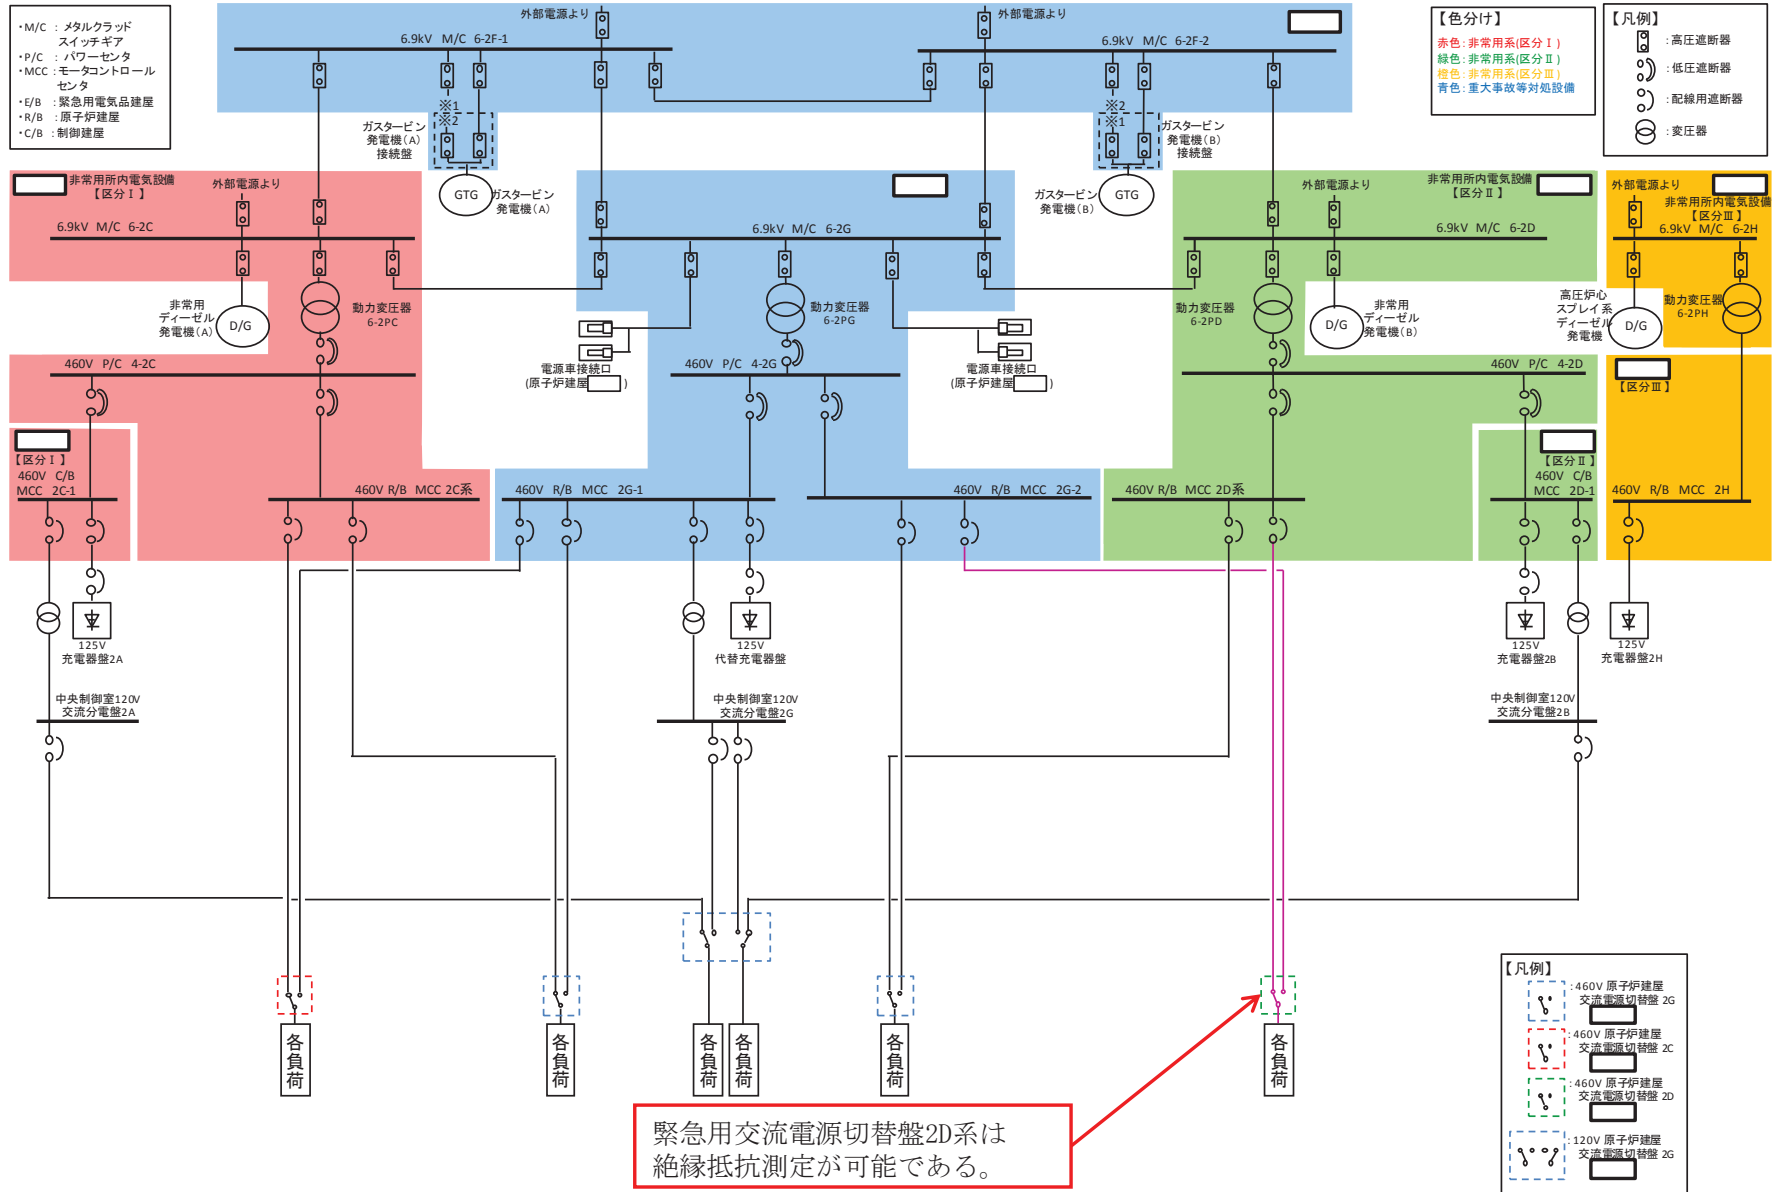 ・M/C ：メタルクラッド
スイッチギア
・P/C ：パワーセンタ
・MCC：モータコントロール
センタ
・E/B ：緊急用電気品建屋
・R/B ：原子炉建屋
・C/B ：制御建屋
外部電源より
6.9kV M/C 6-2F-1
外部電源より
6.9kV M/C 6-2F-2
【色分け】
赤色：非常用系(区分Ⅰ)
緑色：非常用系(区分Ⅱ)
橙色：非常用系(区分Ⅲ)
青色：重大事故等対処設備
【凡例】
：高圧遮断器
：低圧遮断器
：配線用遮断器
：変圧器
※1
※2
ガスタービン
発電機(A)
接続盤
GTG
ガスタービン
発電機(A)
※2
※1
ガスタービン
発電機(B)
接続盤
GTG
ガスタービン
発電機(B)
非常用所内電気設備
【区分Ⅰ】
外部電源より
6.9kV M/C 6-2C
6.9kV M/C 6-2G
非常用所内電気設備
【区分Ⅱ】
外部電源より
6.9kV M/C 6-2D
外部電源より
非常用所内電気設備
【区分Ⅲ】
6.9kV M/C 6-2H
非常用
ディーゼル
発電機(A)
D/G
動力変圧器
6-2PC
動力変圧器
6-2PG
動力変圧器
6-2PD
D/G
非常用
ディーゼル
発電機(B)
高圧炉心
スプレイ系
ディーゼル
発電機
D/G
動力変圧器
6-2PH
460V P/C 4-2C
電源車接続口
(原子炉建屋 )
460V P/C 4-2G
電源車接続口
(原子炉建屋 )
460V P/C 4-2D
【区分Ⅲ】
【区分Ⅰ】
460V C/B
MCC 2C-1
460V R/B MCC 2C系
460V R/B MCC 2G-1
460V R/B MCC 2G-2
460V R/B MCC 2D系
【区分Ⅱ】
460V C/B
MCC 2D-1
460V R/B MCC 2H
125V
充電器盤2A
125V
代替充電器盤
125V
充電器盤2B
125V
充電器盤2H
中央制御室120V
交流分電盤2A
中央制御室120V
交流分電盤2G
中央制御室120V
交流分電盤2B
各負荷
各負荷
各負荷
各負荷
各負荷
各負荷
緊急用交流電源切替盤2D系は
絶縁抵抗測定が可能である。
【凡例】
：460V 原子炉建屋
交流電源切替盤 2G
：460V 原子炉建屋
交流電源切替盤 2C
：460V 原子炉建屋
交流電源切替盤 2D
：120V 原子炉建屋
交流電源切替盤 2G